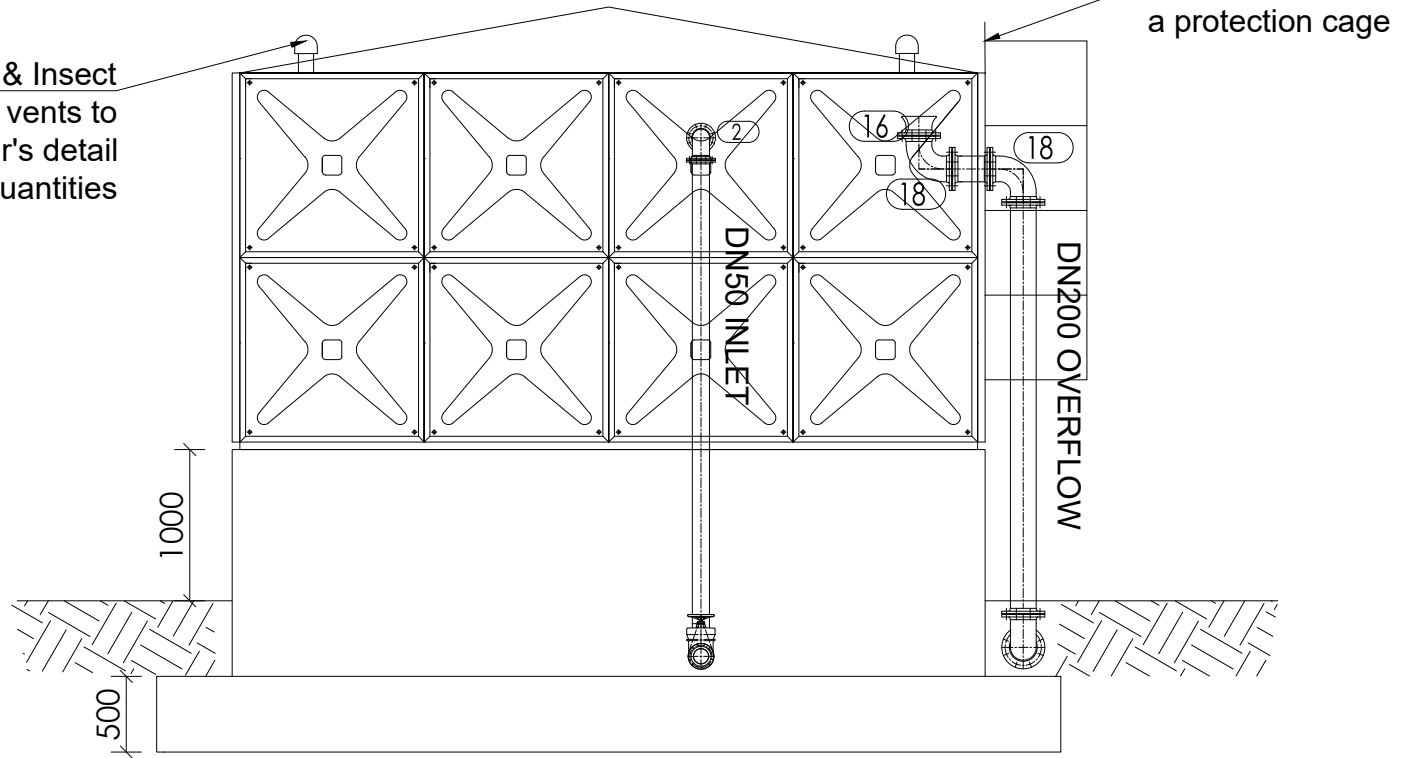 a protection cage
& Insect
vents to
r's detail
uantities
2
16
18
18
DN50 INLET
DN200 OVERFLOW
1000
500